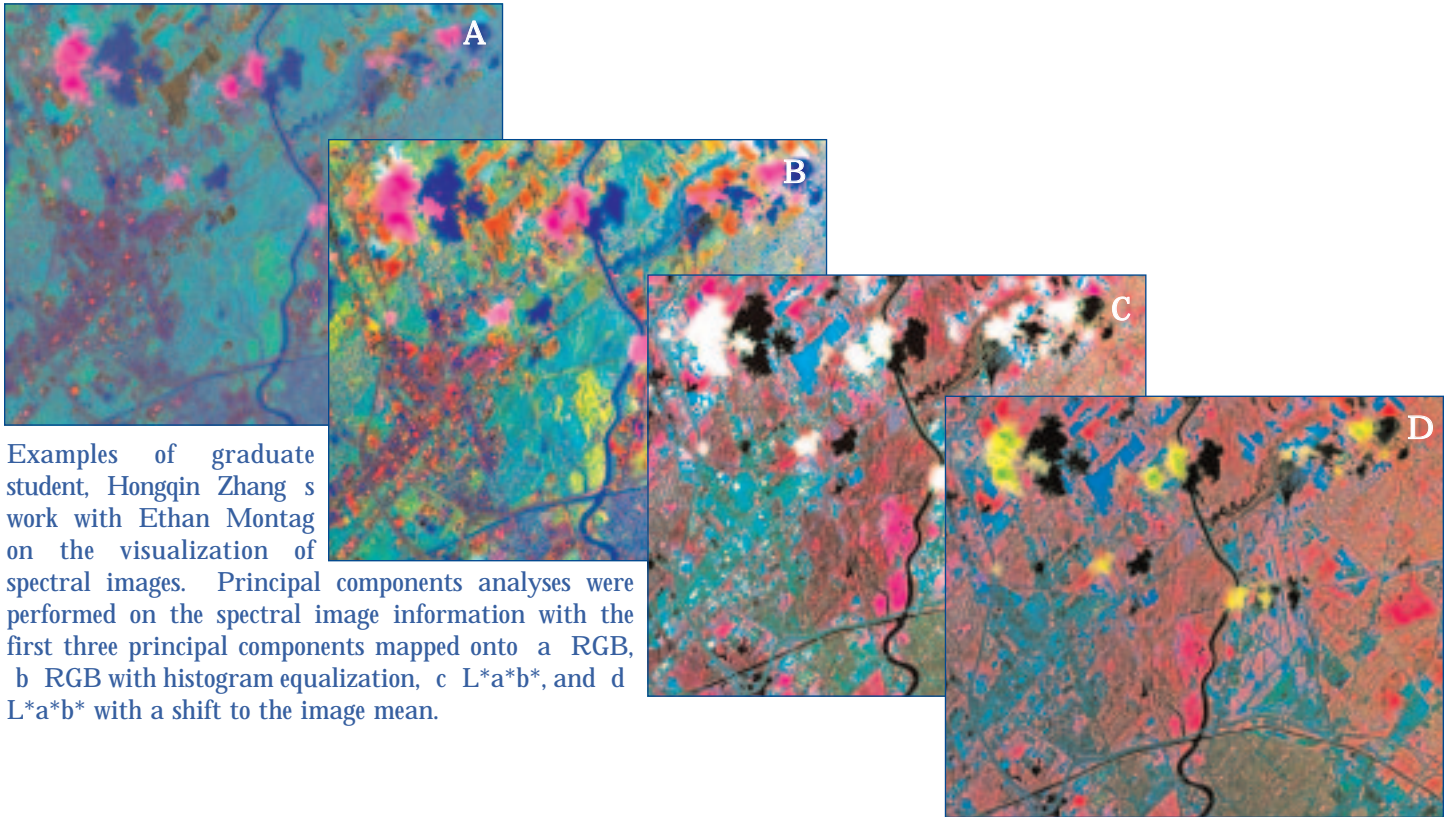 A
B
C
D
Examples of graduate
student, Hongqin Zhang s
work with Ethan Montag
on the visualization of
spectral images. Principal components analyses were
performed on the spectral image information with the
first three principal components mapped onto a RGB,
b RGB with histogram equalization, c L*a*b*, and d
L*a*b* with a shift to the image mean.